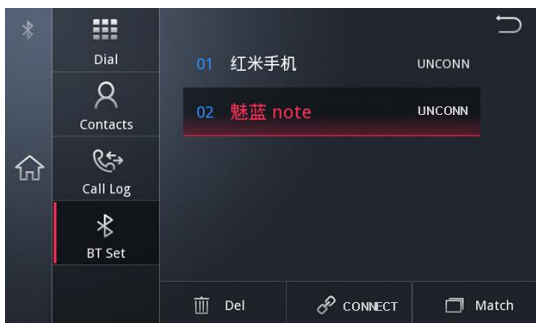 Dial
Contacts
Call Log
BT Set
01 红米手机 UNCONN
02 魅蓝 note UNCONN
Del CONNECT Match